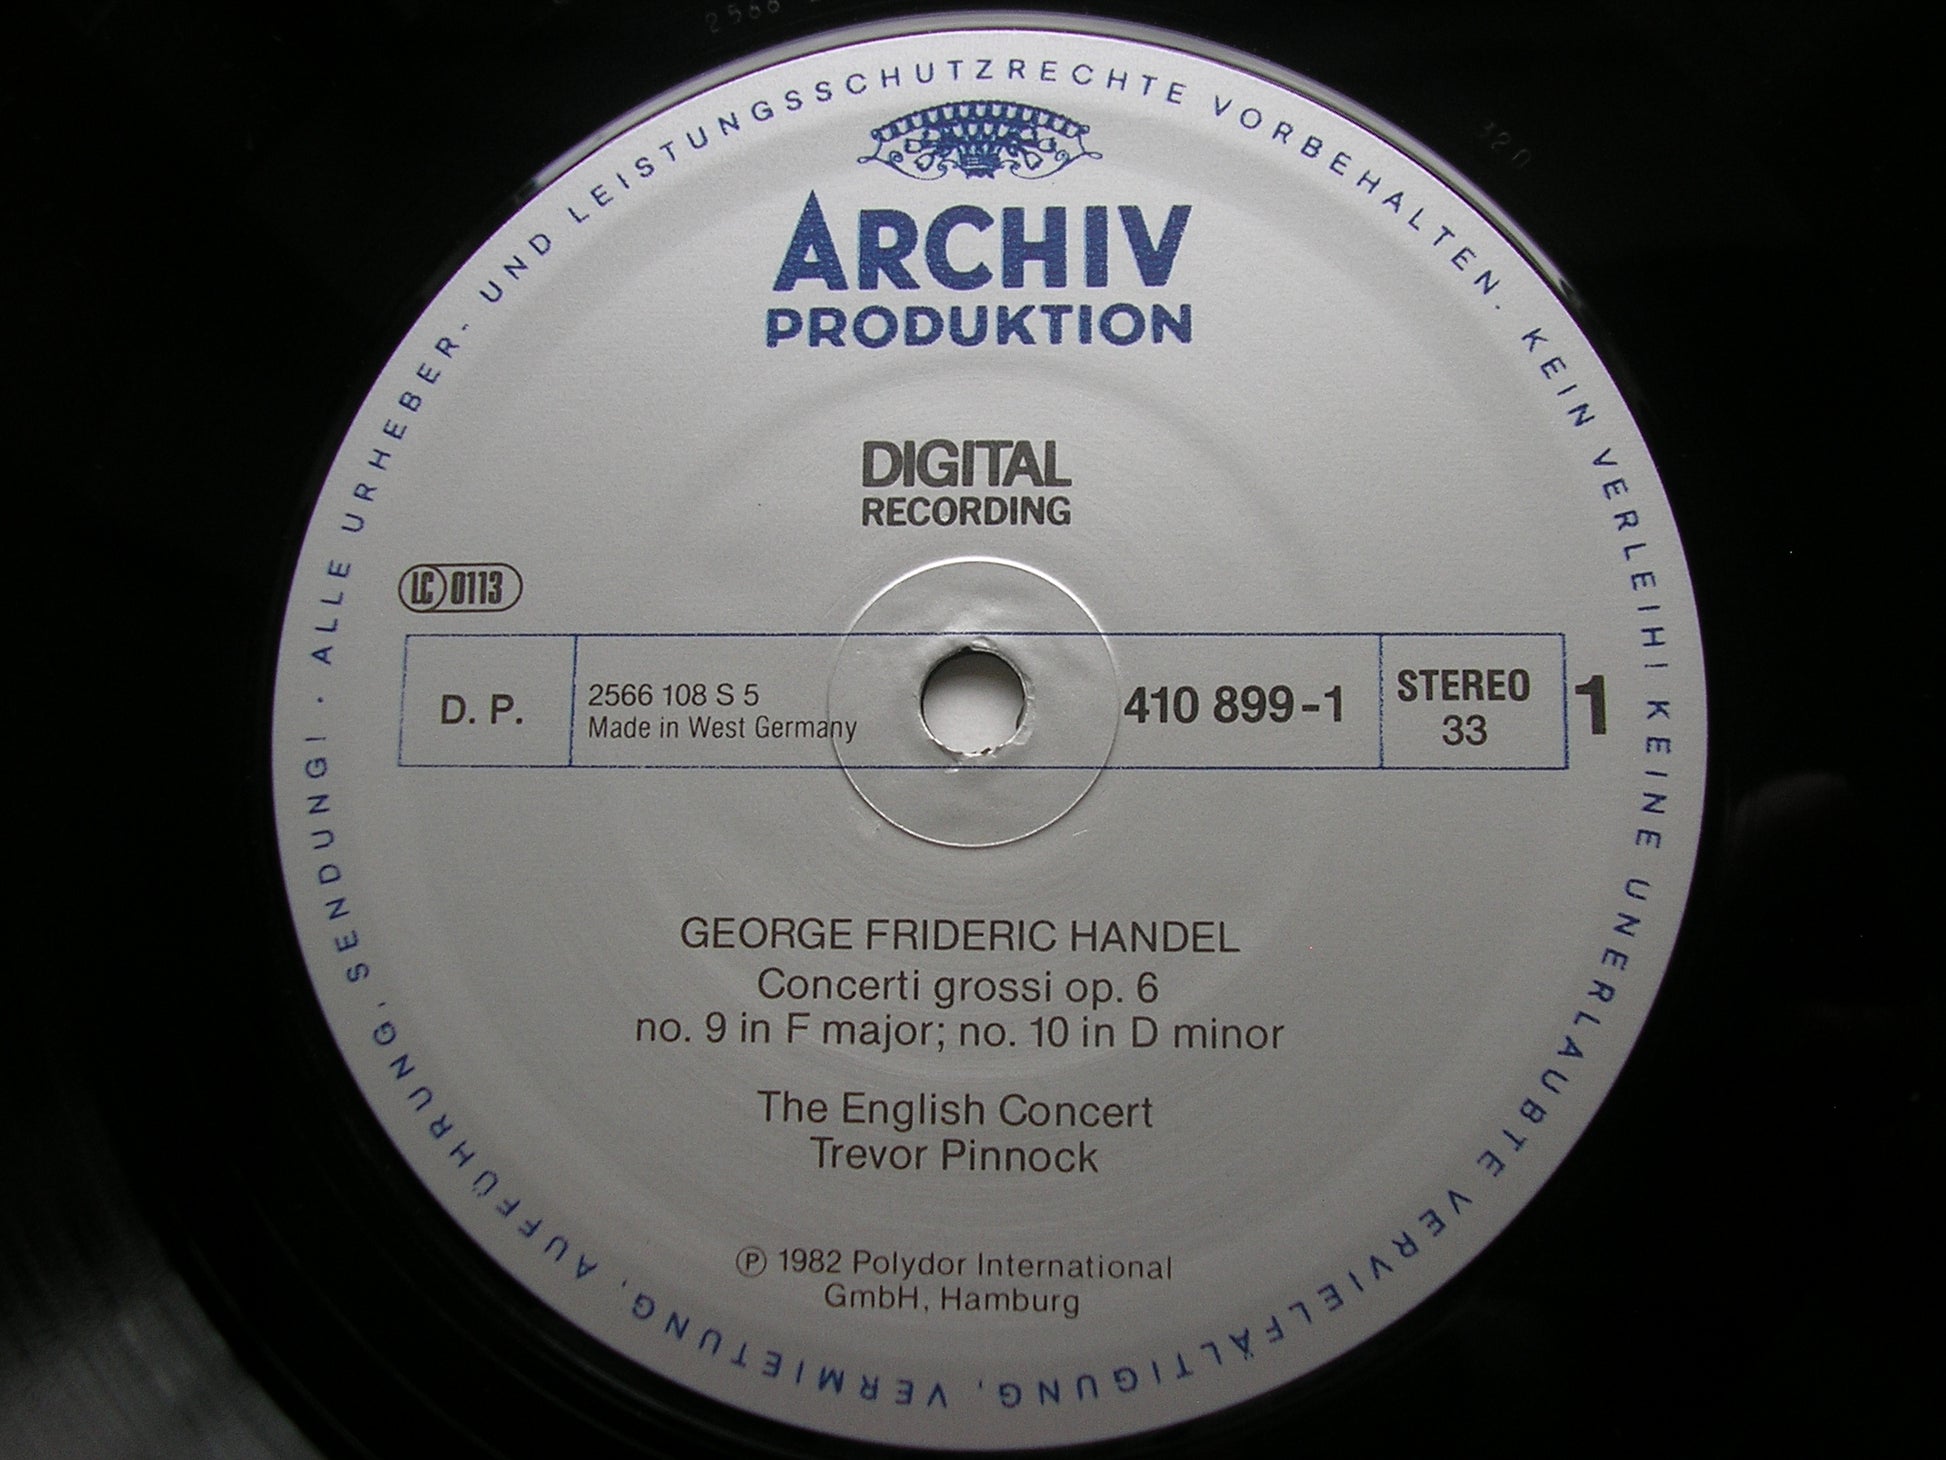 ALLE URHEBER- UND LEISTUNGSSCHUTZRECHTE VORBEHALTEN. KEIN VERLEIH! KEINE UNERLAUBTE VERVIELFÄLTIGUNG, VERMIETUNG, AUFFÜHRUNG, SENDUNG! ·
ARCHIV
PRODUKTION
DIGITAL
RECORDING
LC 0113
D. P.
2566 108 S 5
Made in West Germany
410 899-1
STEREO
33
1
GEORGE FRIDERIC HANDEL
Concerti grossi op. 6
no. 9 in F major; no. 10 in D minor
The English Concert
Trevor Pinnock
℗ 1982 Polydor International
GmbH, Hamburg
2566
320